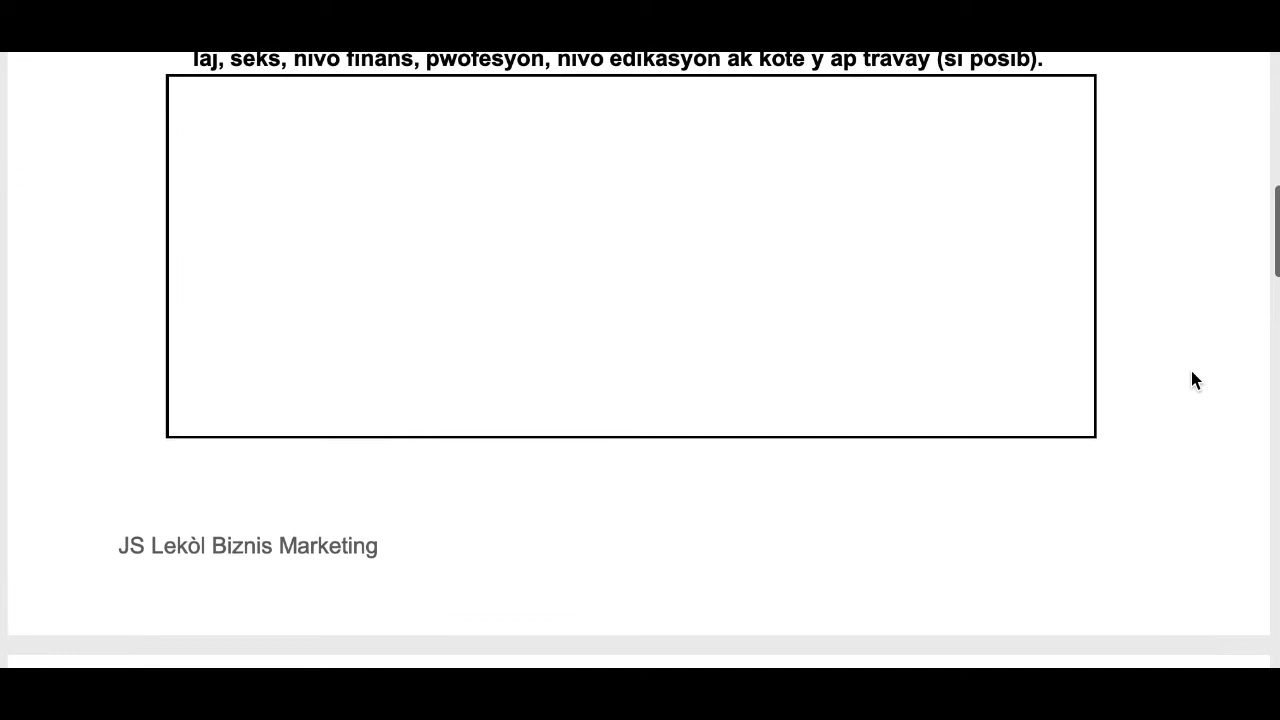 laj, seks, nivo finans, pwofesyon, nivo edikasyon ak kote y ap travay (si posib).
JS Lekòl Biznis Marketing